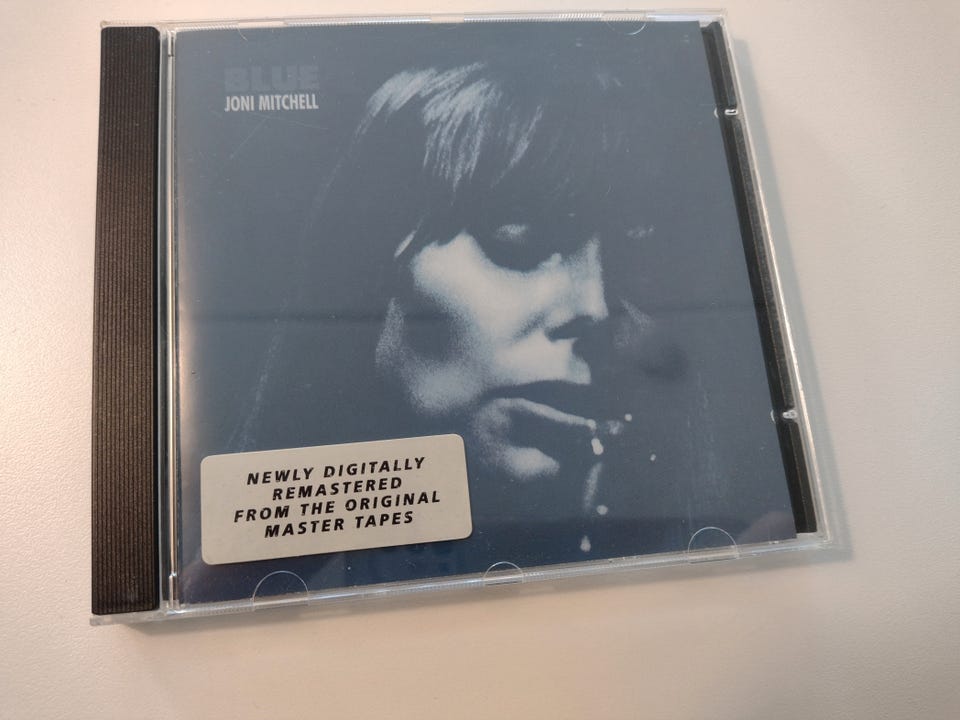 BLUE
JONI MITCHELL
NEWLY DIGITALLY
REMASTERED
FROM THE ORIGINAL
MASTER TAPES